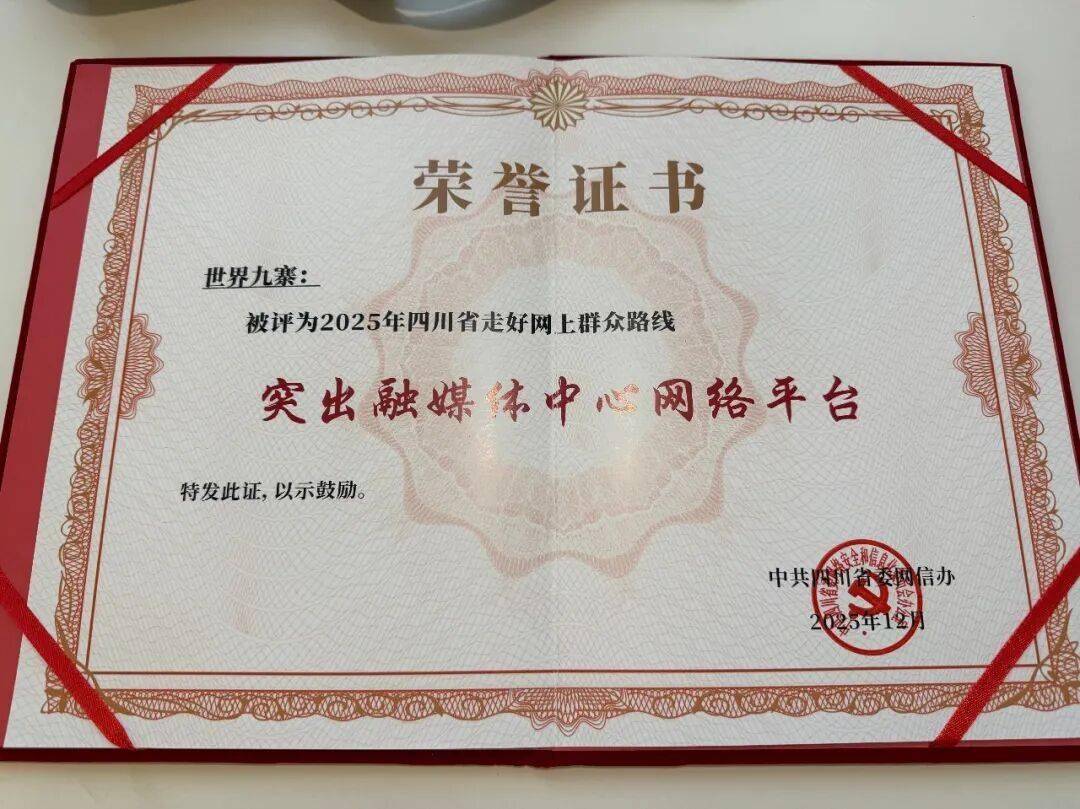 荣誉证书
世界九寨：
被评为2025年四川省走好网上群众路线
突出融媒体中心网络平台
特发此证，以示鼓励。
中共四川省委网信办
2025年12月